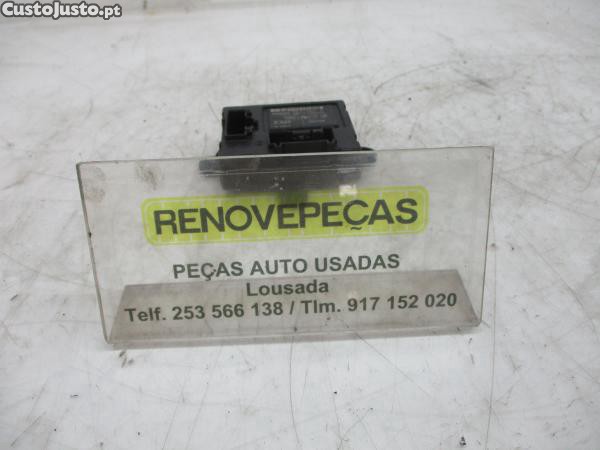 CustoJusto.pt
RENOVEPEÇAS
PEÇAS AUTO USADAS
Lousada
Telf. 253 566 138 / Tlm. 917 152 020